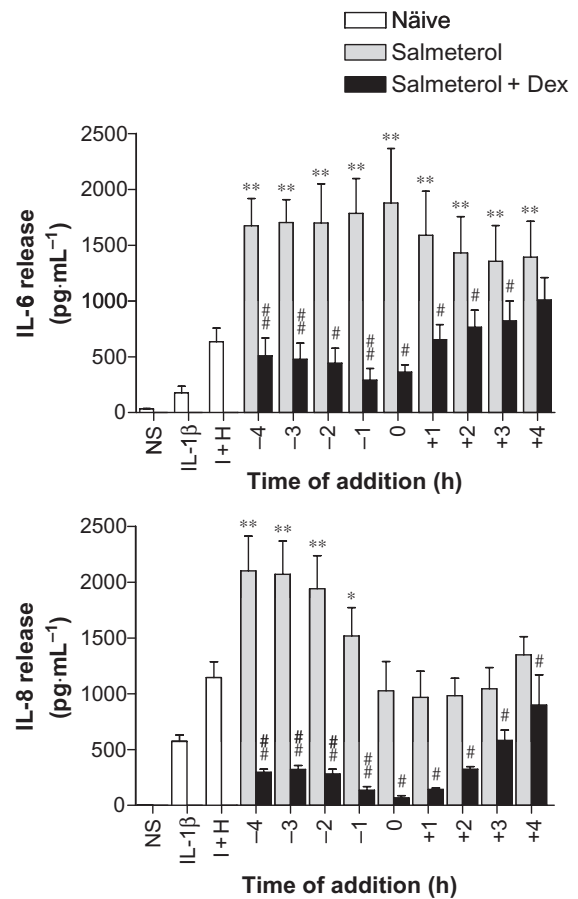 Näive
Salmeterol
Salmeterol + Dex
IL-6 release
(pg·mL⁻¹)
2500
2000
1500
1000
500
0
** ** ** ** ** ** ** ** **
## ## # ## # # # #
NS IL-1β I + H −4 −3 −2 −1 0 +1 +2 +3 +4
Time of addition (h)
IL-8 release
(pg·mL⁻¹)
2500
2000
1500
1000
500
0
** ** ** *
## ## ## ## # # # # #
NS IL-1β I + H −4 −3 −2 −1 0 +1 +2 +3 +4
Time of addition (h)